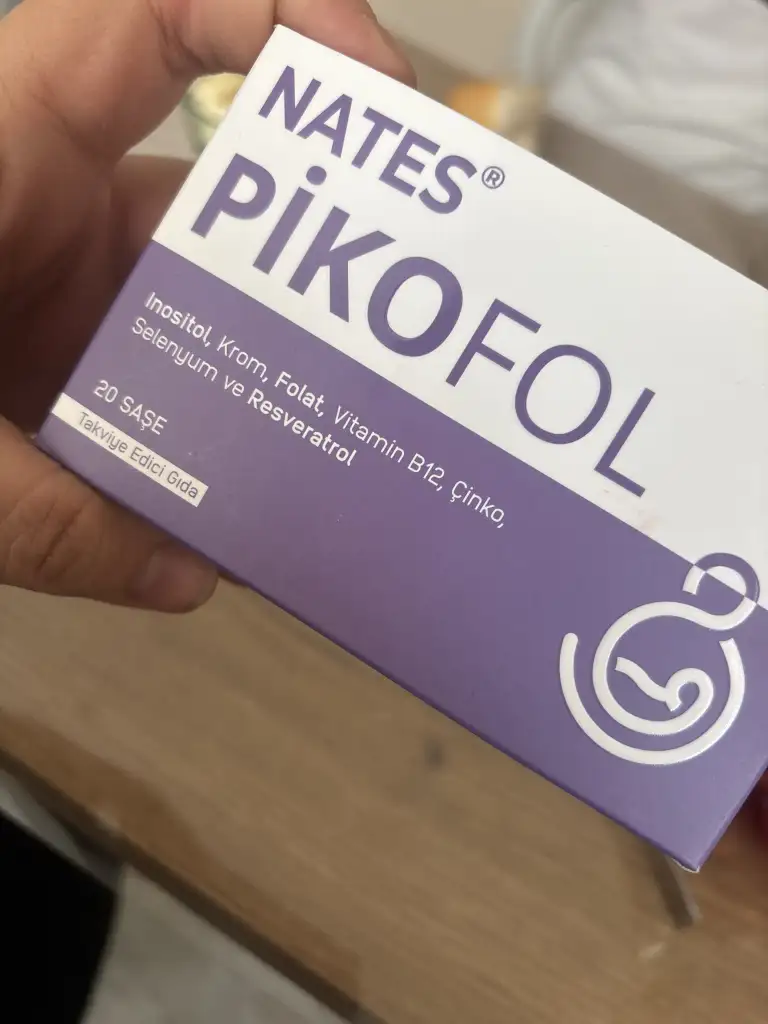 NATES®
PİKOFOL
Inositol, Krom, Folat, Vitamin B12, Çinko,
Selenyum ve Resveratrol
20 SAŞE
Takviye Edici Gıda